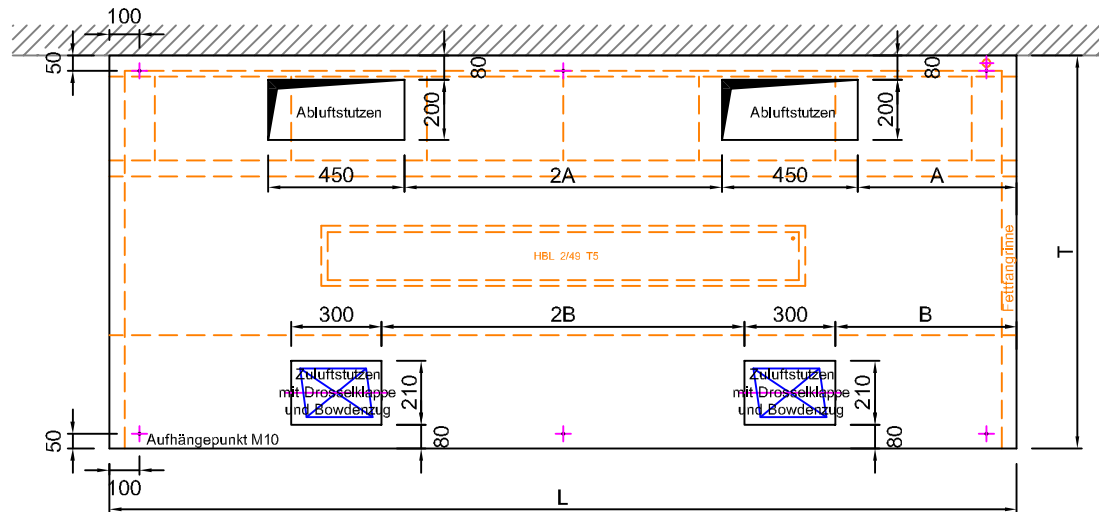 100
50
80
80
Abluftstutzen
200
Abluftstutzen
200
450
2A
450
A
HBL 2/49 T5
Fettfangrinne
T
300
2B
300
B
Zuluftstutzen
mit Drosselklappe
und Bowdenzug
210
Zuluftstutzen
mit Drosselklappe
und Bowdenzug
210
50
Aufhängepunkt M10
80
80
100
L